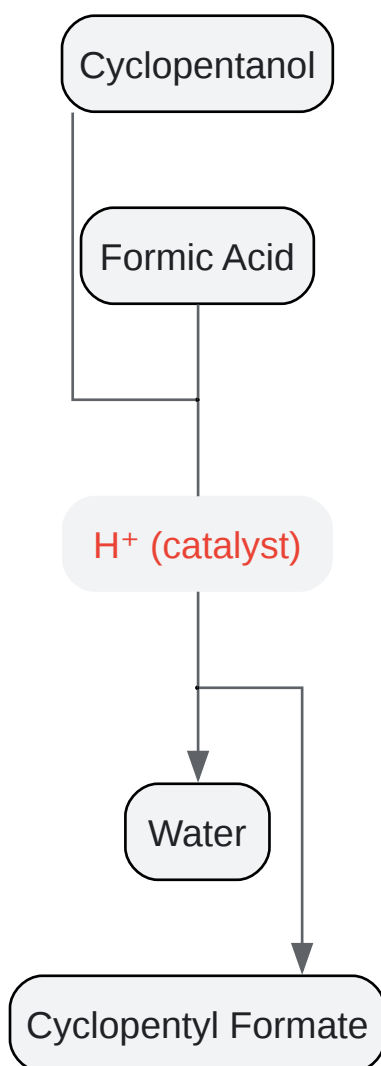 Cyclopentanol
Formic Acid
H⁺ (catalyst)
Water
Cyclopentyl Formate